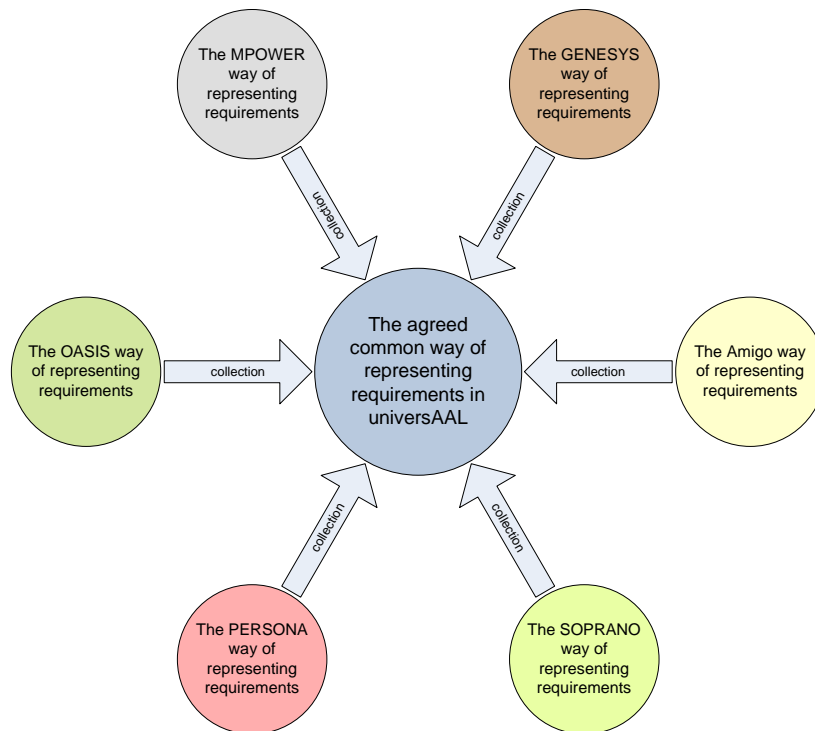 The MPOWER
way of
representing
requirements
The GENESYS
way of
representing
requirements
collection
collection
The OASIS way
of representing
requirements
collection
The agreed
common way of
representing
requirements in
universAAL
collection
The Amigo way
of representing
requirements
collection
collection
The PERSONA
way of
representing
requirements
The SOPRANO
way of
representing
requirements